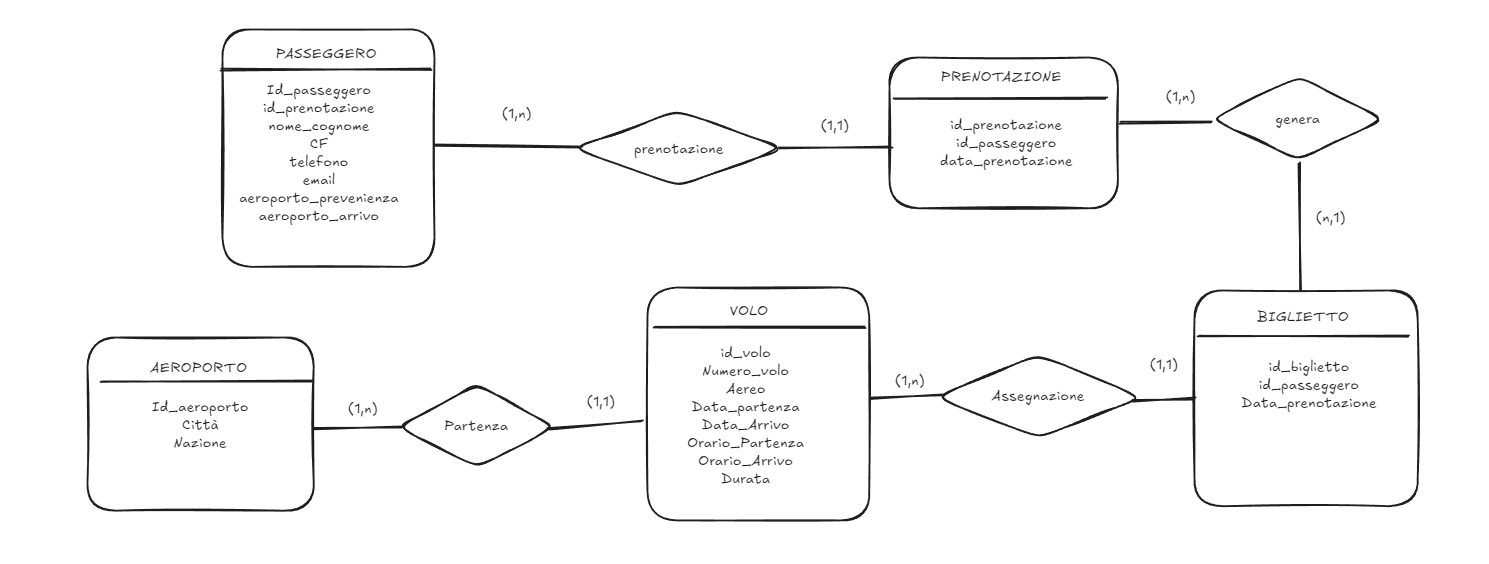 PASSEGGERO
Id_passeggero
id_prenotazione
nome_cognome
CF
telefono
email
aeroporto_prevenienza
aeroporto_arrivo
(1,n)
prenotazione
(1,1)
PRENOTAZIONE
id_prenotazione
id_passeggero
data_prenotazione
(1,n)
genera
(n,1)
AEROPORTO
Id_aeroporto
Città
Nazione
(1,n)
Partenza
(1,1)
VOLO
id_volo
Numero_volo
Aereo
Data_partenza
Data_Arrivo
Orario_Partenza
Orario_Arrivo
Durata
(1,n)
Assegnazione
(1,1)
BIGLIETTO
id_biglietto
id_passeggero
Data_prenotazione